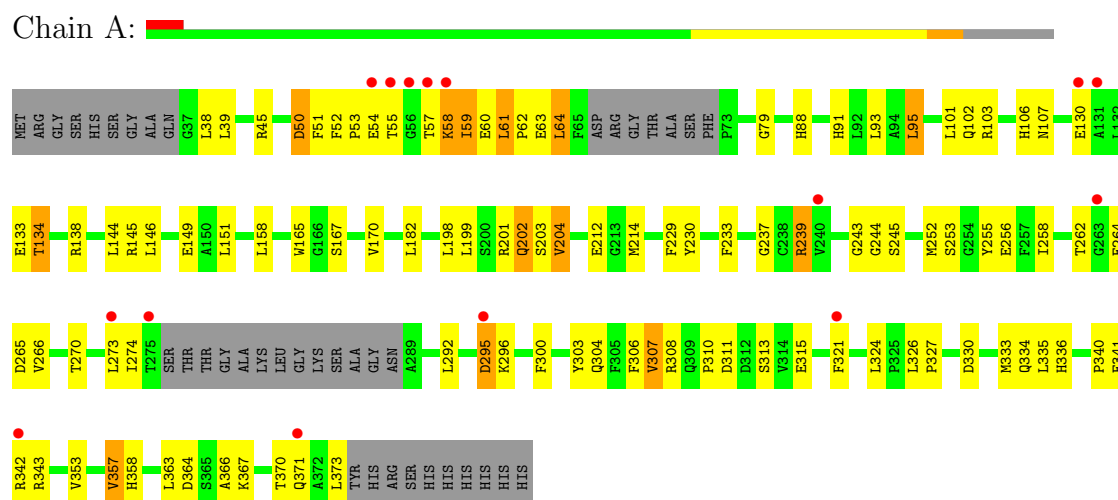 Chain A:
MET ARG GLY SER HIS SER GLY ALA GLN G37 L38 L39 R45 D50 F51 F52 P53 E54 T55 G56 T57 K58 I59 E60 L61 P62 E63 L64 F65 ASP ARG GLY THR ALA SER PHE P73 G79 H88 H91 L92 L93 A94 L95 L101 Q102 R103 H106 N107 E130 A131 L132
E133 T134 R138 L144 R145 L146 E149 A150 L151 L158 W165 G166 S167 V170 L182 L198 L199 S200 R201 Q202 S203 V204 E212 G213 M214 F229 Y230 F233 G237 C238 R239 V240 G243 G244 S245 M252 S253 G254 Y255 E256 F257 I258 T262 G263
D265 V266 T270 L273 I274 T275 SER THR THR GLY ALA LYS LEU GLY LYS SER ALA GLY ASN A289 L292 D295 K296 F300 Y303 Q304 F305 F306 V307 R308 Q309 P310 D311 D312 S313 V314 E315 F321 L324 P325 L326 P327 D330 M333 Q334 L335 H336 P340
R342 R343 V353 V357 H358 L363 D364 S365 A366 K367 T370 Q371 A372 L373 TYR HIS ARG SER HIS HIS HIS HIS HIS HIS